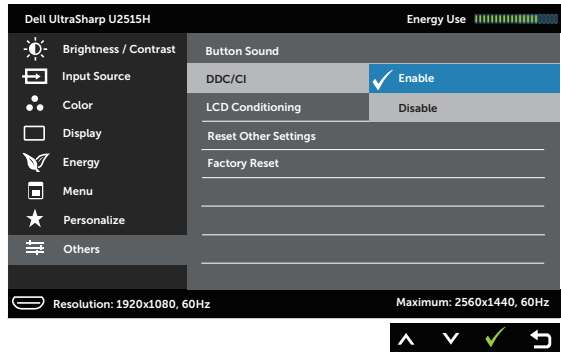 Dell UltraSharp U2515H
Energy Use
Brightness / Contrast
Input Source
Color
Display
Energy
Menu
Personalize
Others
Button Sound
DDC/CI
LCD Conditioning
Reset Other Settings
Factory Reset
Enable
Disable
Resolution: 1920x1080, 60Hz
Maximum: 2560x1440, 60Hz